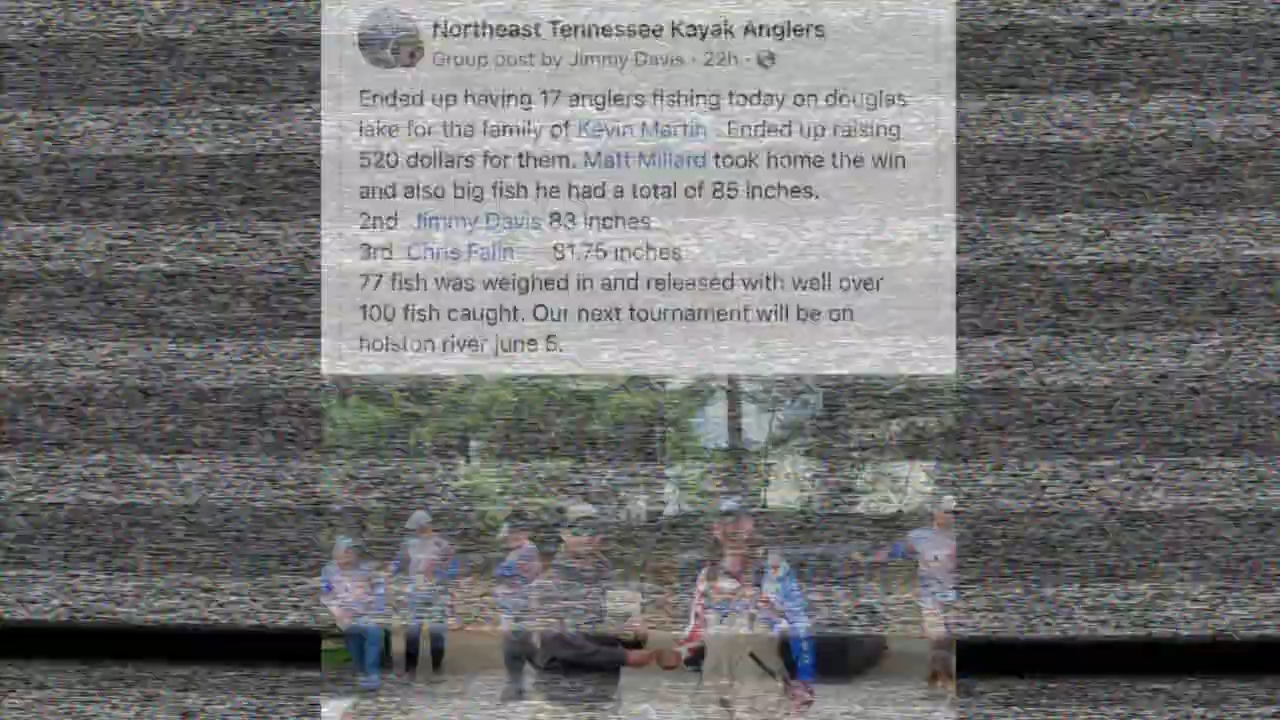 Northeast Tennessee Kayak Anglers
Group post by Jimmy Davis · 22h ·
Ended up having 17 anglers fishing today on douglas
lake for the family of Kevin Martin . Ended up raising
520 dollars for them. Matt Millard took home the win
and also big fish he had a total of 85 inches.
2nd Jimmy Davis 83 inches
3rd Chris Falin 81.75 inches
77 fish was weighed in and released with well over
100 fish caught. Our next tournament will be on
holston river june 5.